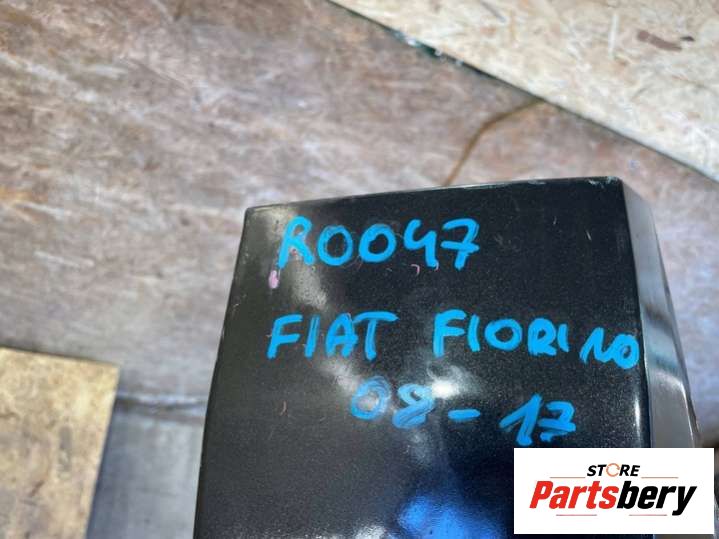 R0047
FIAT FIORINO
08-17
STORE
Partsbery